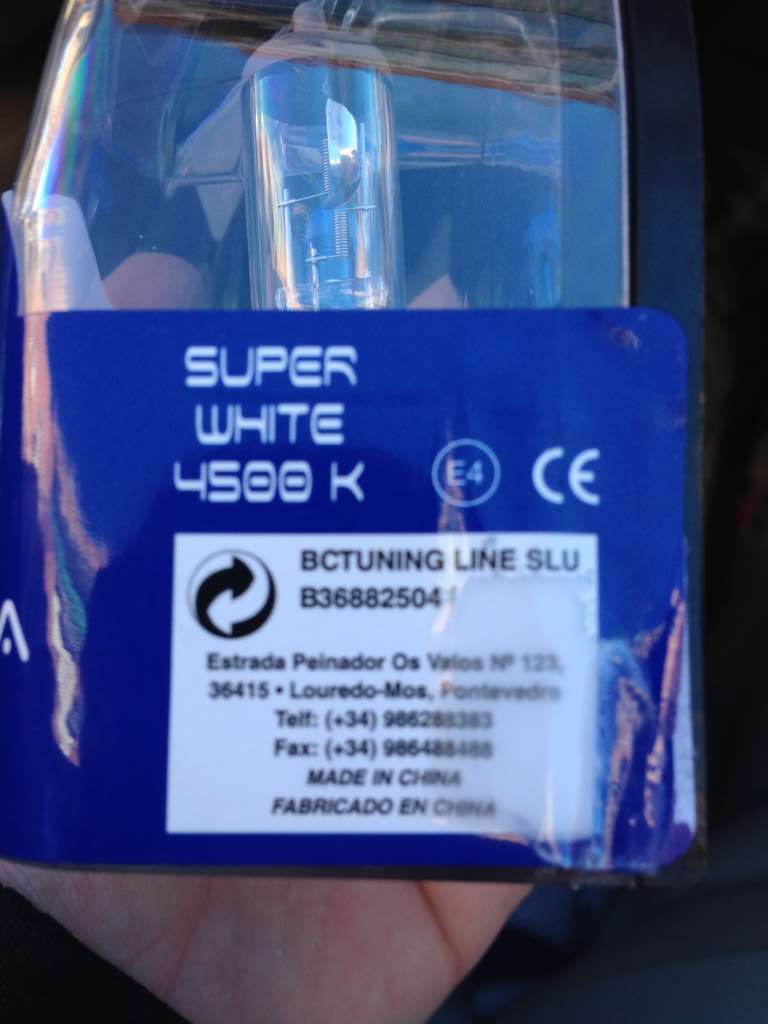 SUPER
WHITE
4500 K
E4
CE
BCTUNING LINE SLU
B368825041
Estrada Peinador Os Valos Nº 123,
36415 • Louredo-Mos, Pontevedra
Telf: (+34) 986288383
Fax: (+34) 986488488
MADE IN CHINA
FABRICADO EN CHINA